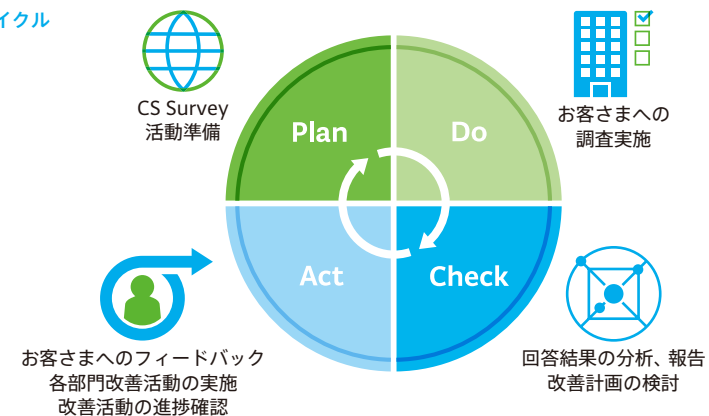 イクル
CS Survey
活動準備
Plan
Do
お客さまへの
調査実施
Act
Check
お客さまへのフィードバック
各部門改善活動の実施
改善活動の進捗確認
回答結果の分析、報告
改善計画の検討